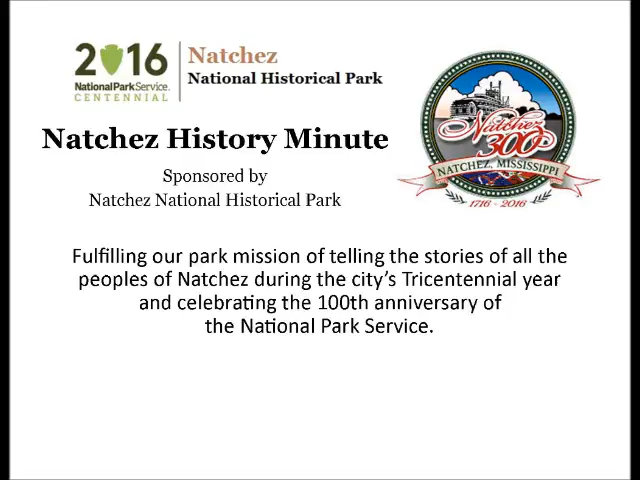 2016
National Park Service
CENTENNIAL
Natchez
National Historical Park
Natchez History Minute
Sponsored by
Natchez National Historical Park
Natchez
300
NATCHEZ, MISSISSIPPI
1716 - 2016
Fulfilling our park mission of telling the stories of all the
peoples of Natchez during the city's Tricentennial year
and celebrating the 100th anniversary of
the National Park Service.